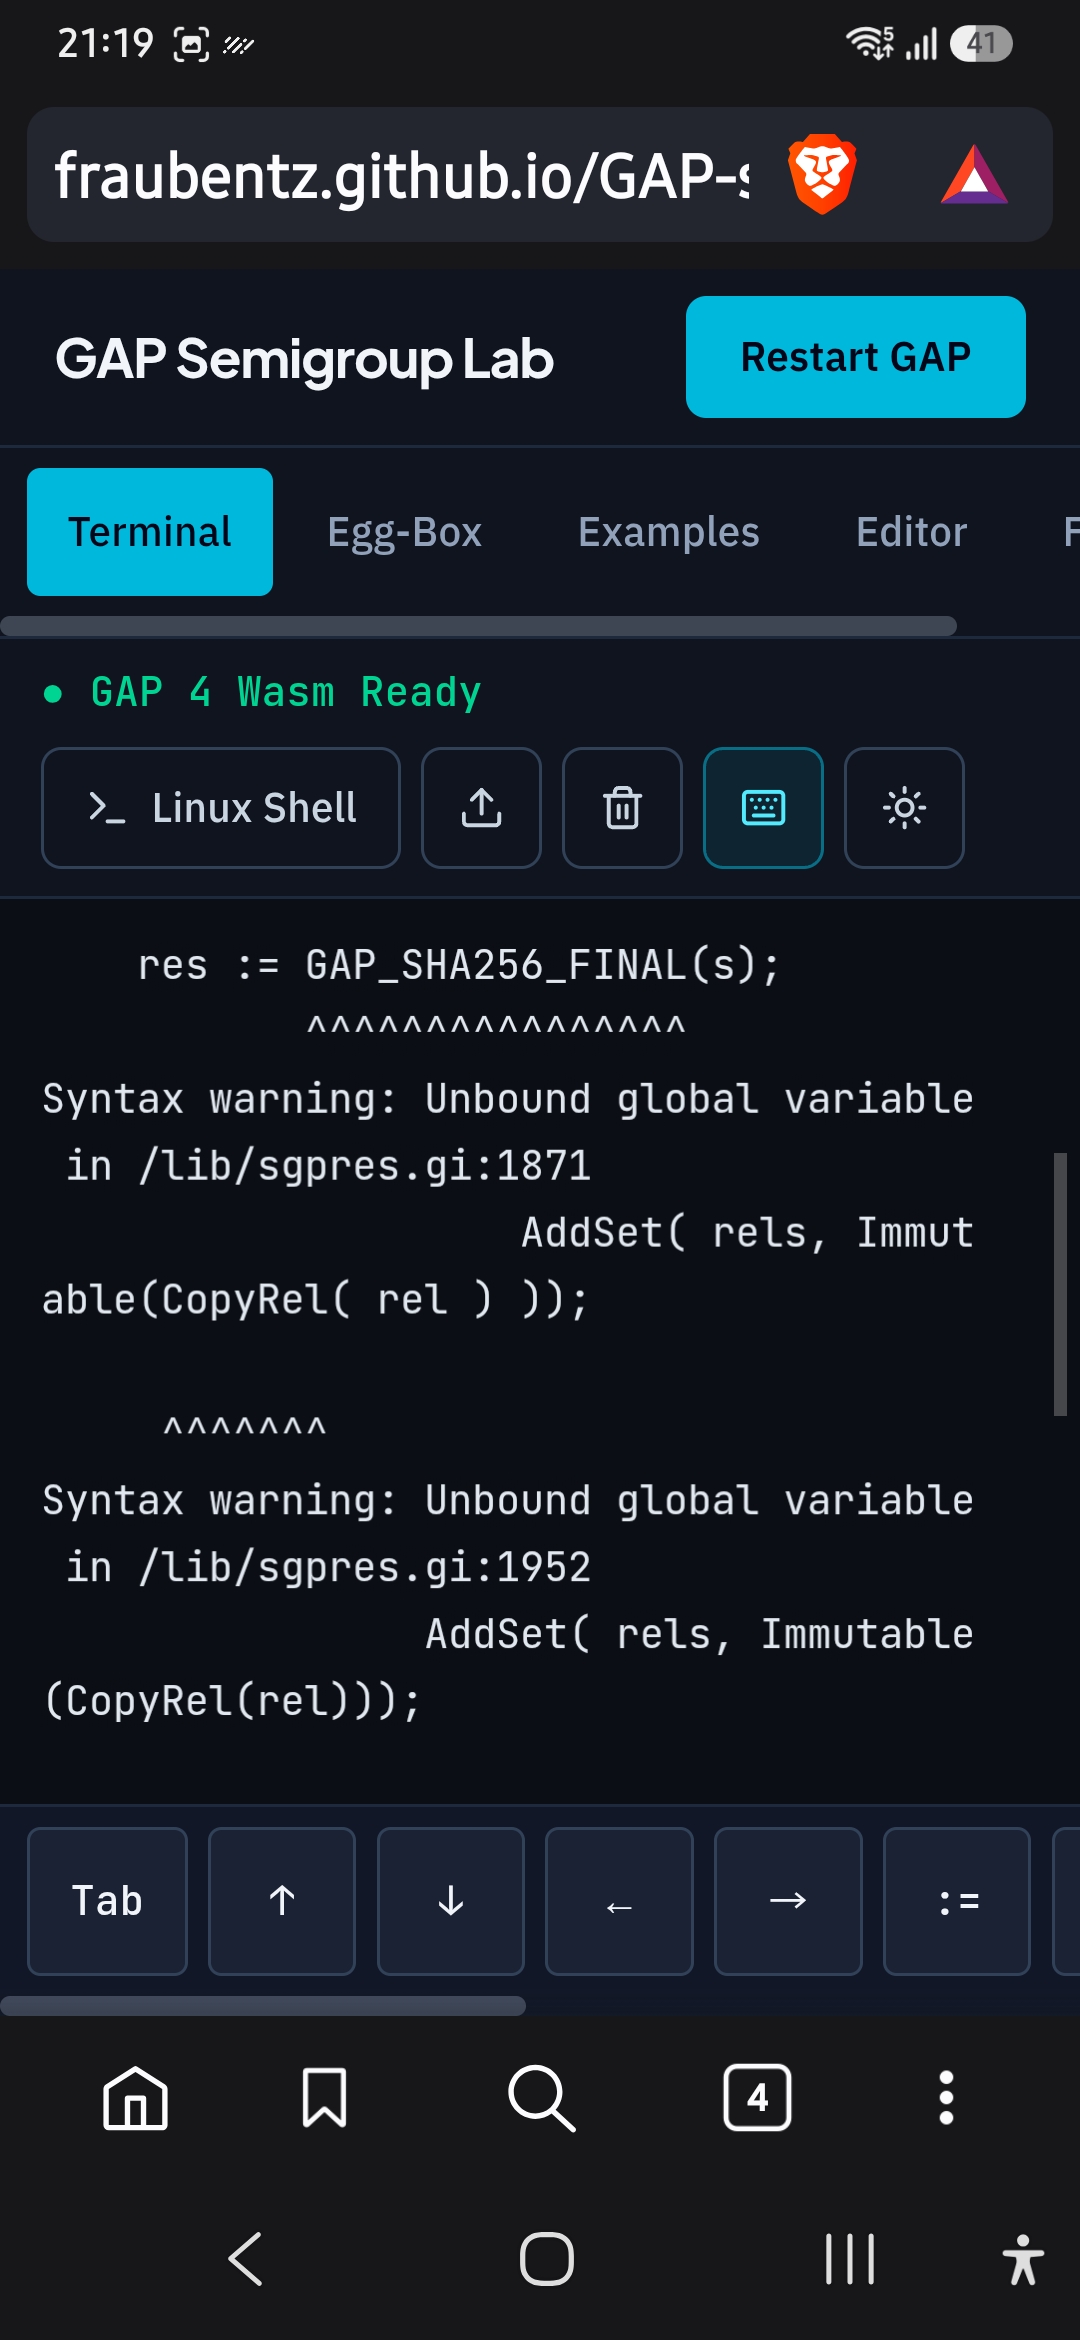 21:19
5
41
fraubentz.github.io/GAP-s
GAP Semigroup Lab
Restart GAP
Terminal
Egg-Box
Examples
Editor
F
GAP 4 Wasm Ready
Linux Shell
    res := GAP_SHA256_FINAL(s);
           ^^^^^^^^^^^^^^^^
Syntax warning: Unbound global variable
 in /lib/sgpres.gi:1871
                    AddSet( rels, Immut
able(CopyRel( rel ) ));
     ^^^^^^^
Syntax warning: Unbound global variable
 in /lib/sgpres.gi:1952
                AddSet( rels, Immutable
(CopyRel(rel)));
Tab
↑
↓
←
→
:=
4